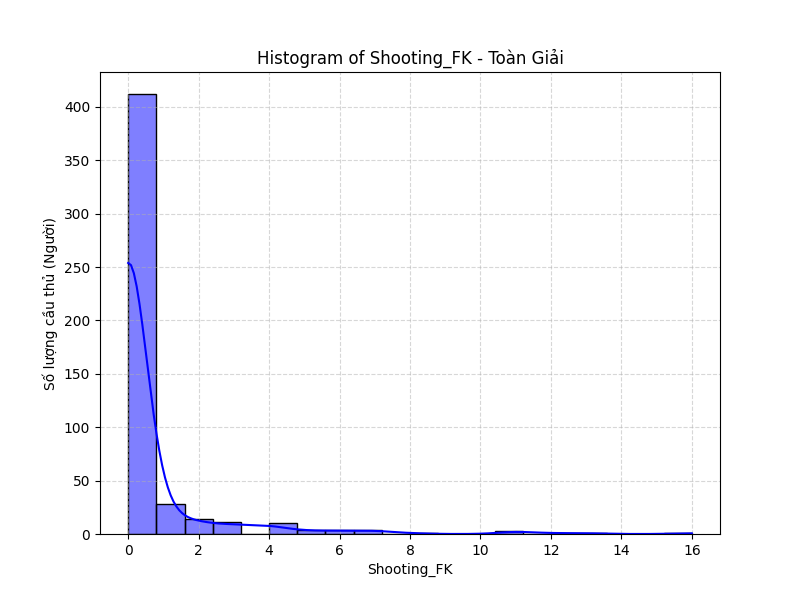 Histogram of Shooting_FK - Toàn Giải
Số lượng cầu thủ (Người)
400
350
300
250
200
150
100
50
0
0 2 4 6 8 10 12 14 16
Shooting_FK